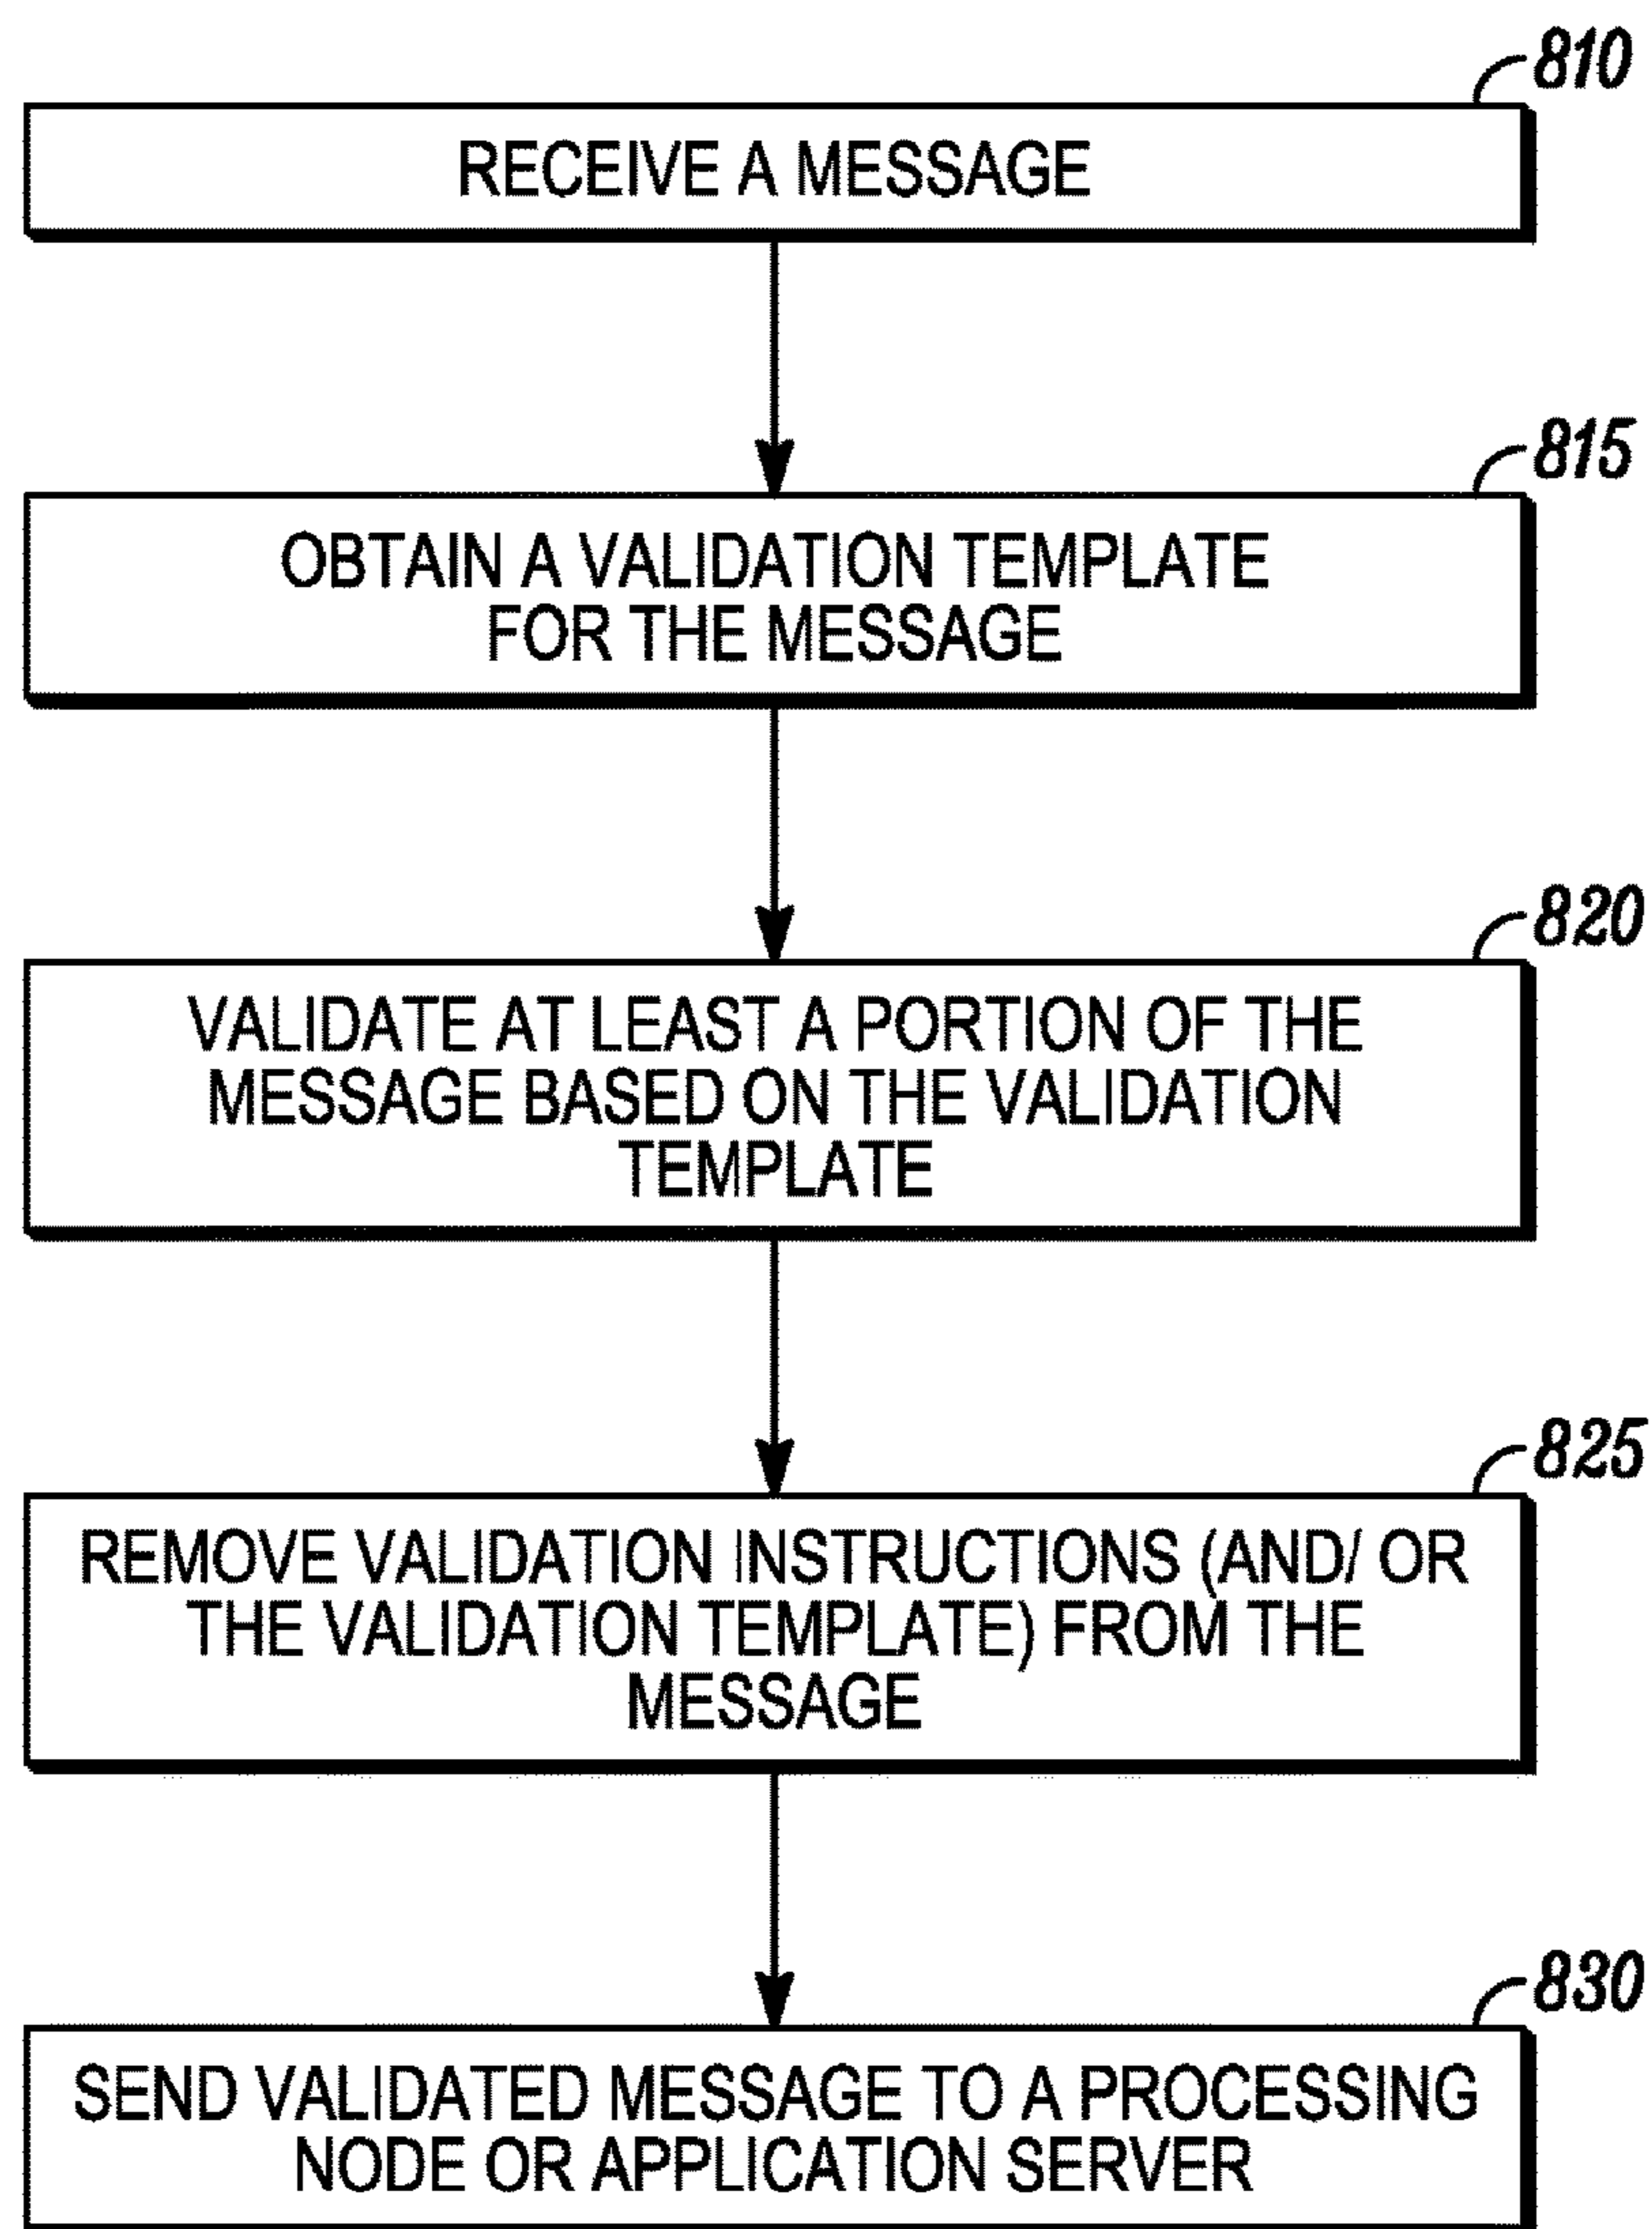 810
RECEIVE A MESSAGE
815
OBTAIN A VALIDATION TEMPLATE
FOR THE MESSAGE
820
VALIDATE AT LEAST A PORTION OF THE
MESSAGE BASED ON THE VALIDATION
TEMPLATE
825
REMOVE VALIDATION INSTRUCTIONS (AND/ OR
THE VALIDATION TEMPLATE) FROM THE
MESSAGE
830
SEND VALIDATED MESSAGE TO A PROCESSING
NODE OR APPLICATION SERVER